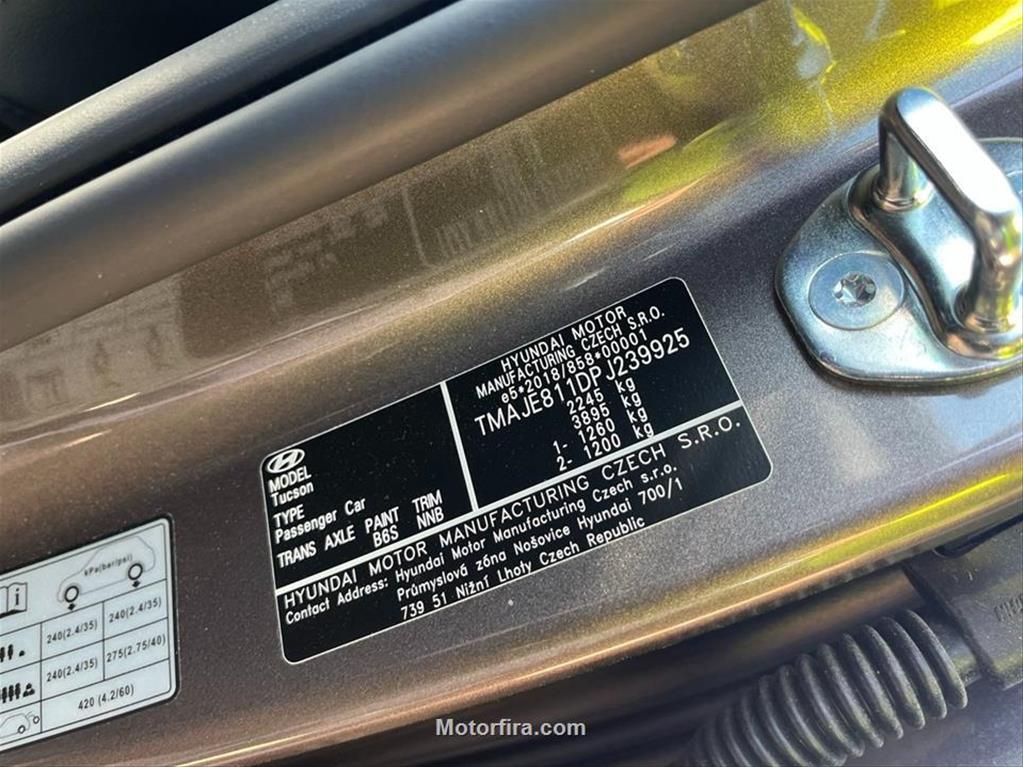 HYUNDAI MOTOR
MANUFACTURING CZECH S.R.O.
e5*2018/858*00001
TMAJE811DPJ239925
2245 kg
3895 kg
1- 1260 kg
2- 1200 kg
MODEL
Tucson
TYPE
Passenger Car
TRANS AXLE PAINT TRIM
B6S NNB
HYUNDAI MOTOR MANUFACTURING CZECH S.R.O.
Contact Address: Hyundai Motor Manufacturing Czech s.r.o.
Průmyslová zóna Nošovice Hyundai 700/1
739 51 Nižní Lhoty Czech Republic
kPa(bar/psi)
240(2.4/35) 240(2.4/35)
240(2.4/35) 275(2.75/40)
420 (4.2/60)
Motorfira.com